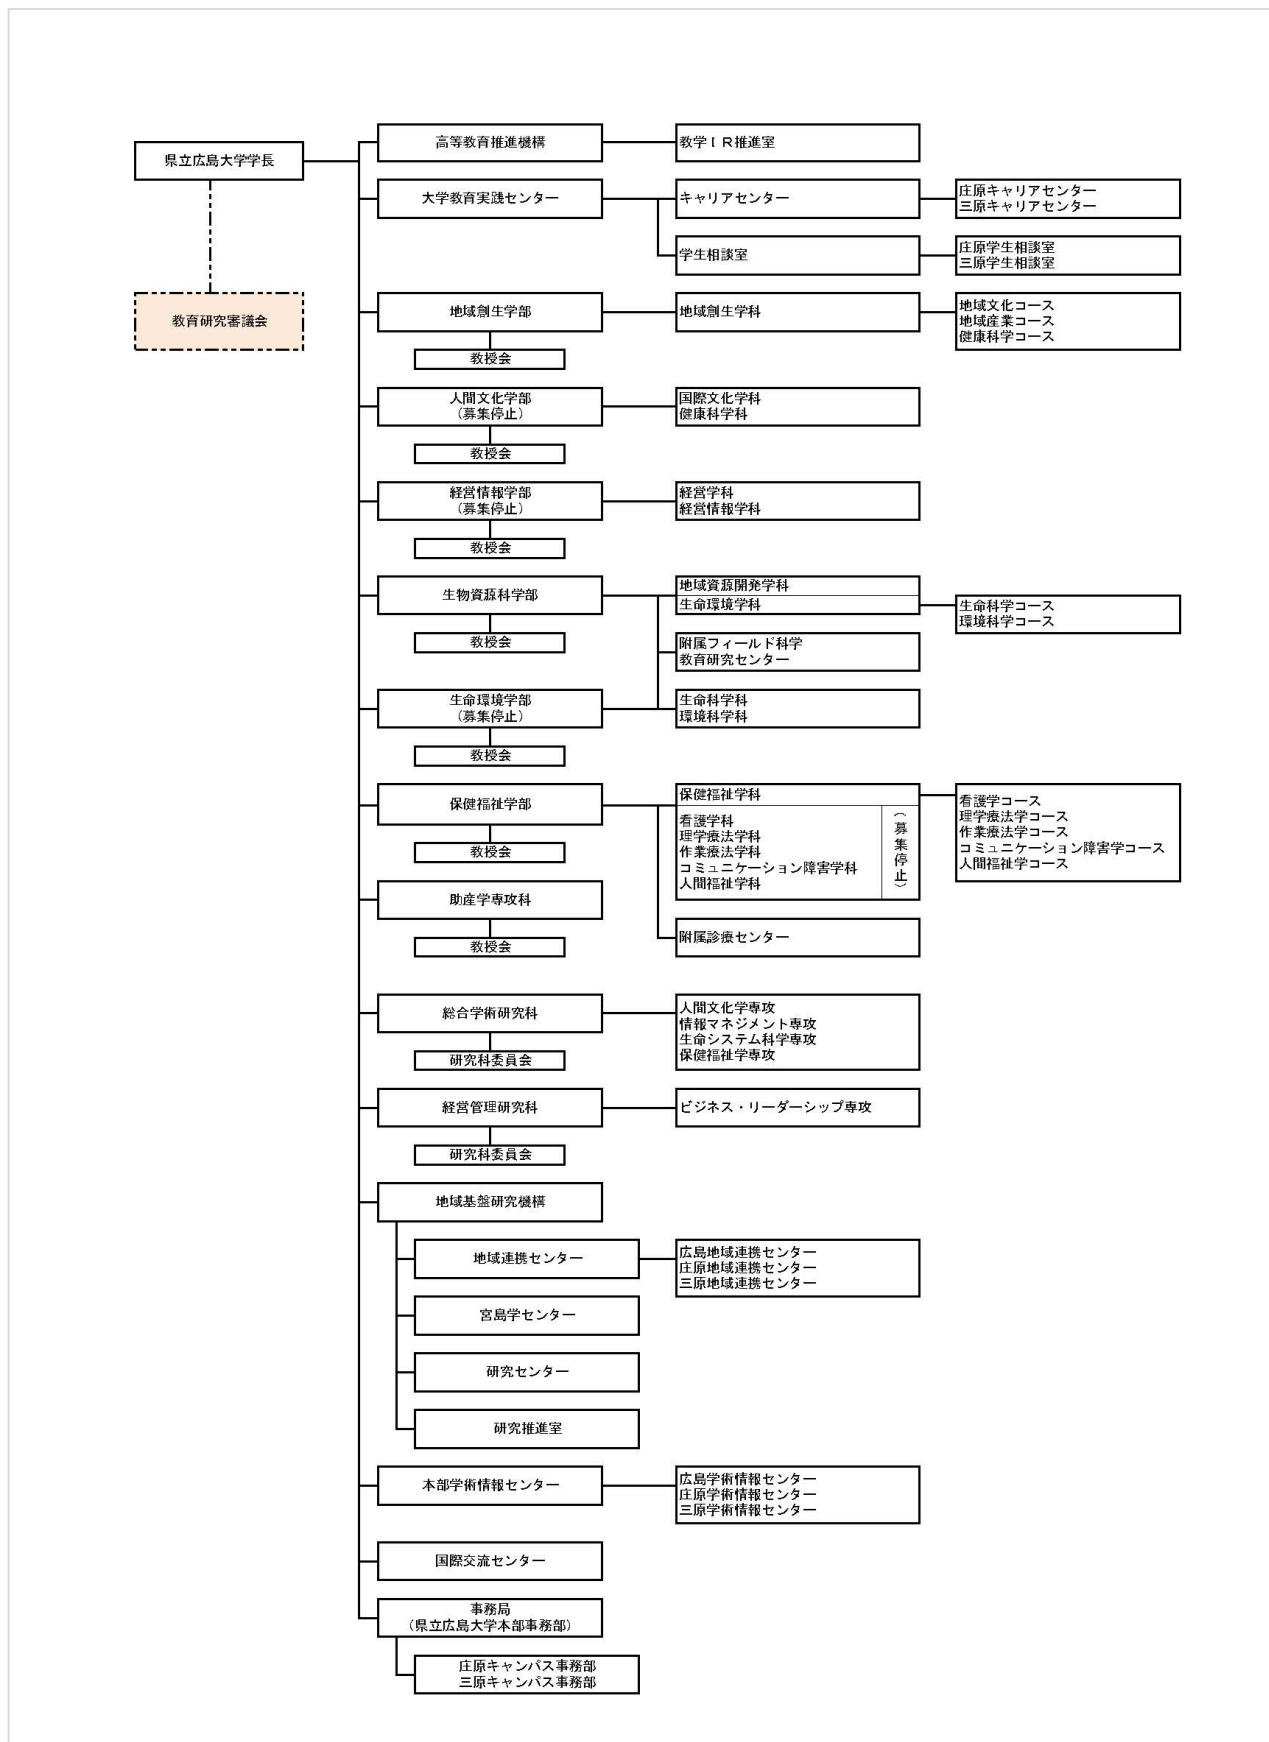 県立広島大学学長
教育研究審議会
高等教育推進機構
教学ＩＲ推進室
大学教育実践センター
キャリアセンター
庄原キャリアセンター
三原キャリアセンター
学生相談室
庄原学生相談室
三原学生相談室
地域創生学部
教授会
地域創生学科
地域文化コース
地域産業コース
健康科学コース
人間文化学部
（募集停止）
教授会
国際文化学科
健康科学科
経営情報学部
（募集停止）
教授会
経営学科
経営情報学科
生物資源科学部
教授会
地域資源開発学科
生命環境学科
生命科学コース
環境科学コース
附属フィールド科学
教育研究センター
生命環境学部
（募集停止）
教授会
生命科学科
環境科学科
保健福祉学部
教授会
保健福祉学科
看護学科
理学療法学科
作業療法学科
コミュニケーション障害学科
人間福祉学科
（募集停止）
看護学コース
理学療法学コース
作業療法学コース
コミュニケーション障害学コース
人間福祉学コース
助産学専攻科
教授会
附属診療センター
総合学術研究科
研究科委員会
人間文化学専攻
情報マネジメント専攻
生命システム科学専攻
保健福祉学専攻
経営管理研究科
研究科委員会
ビジネス・リーダーシップ専攻
地域基盤研究機構
地域連携センター
広島地域連携センター
庄原地域連携センター
三原地域連携センター
宮島学センター
研究センター
研究推進室
本部学術情報センター
広島学術情報センター
庄原学術情報センター
三原学術情報センター
国際交流センター
事務局
（県立広島大学本部事務部）
庄原キャンパス事務部
三原キャンパス事務部